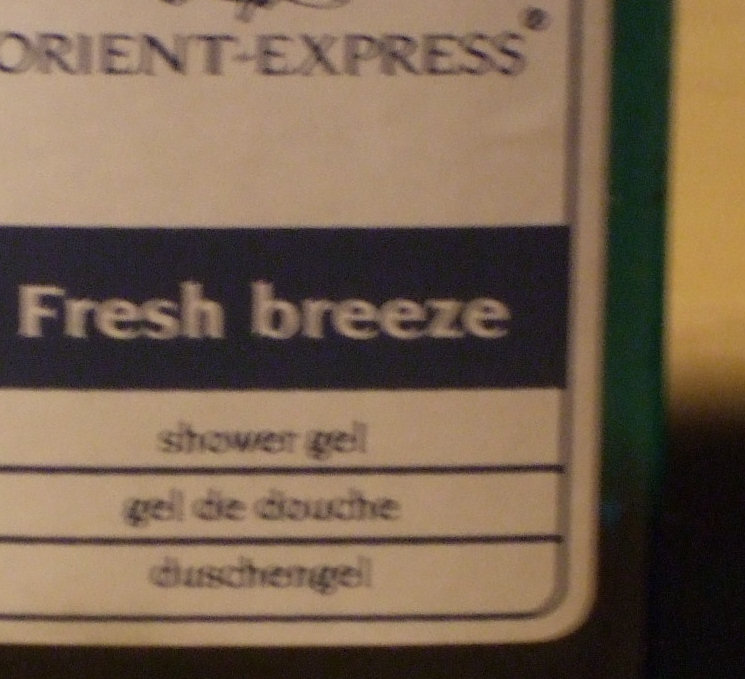 ORIENT-EXPRESS®
Fresh breeze
shower gel
gel de douche
duschengel